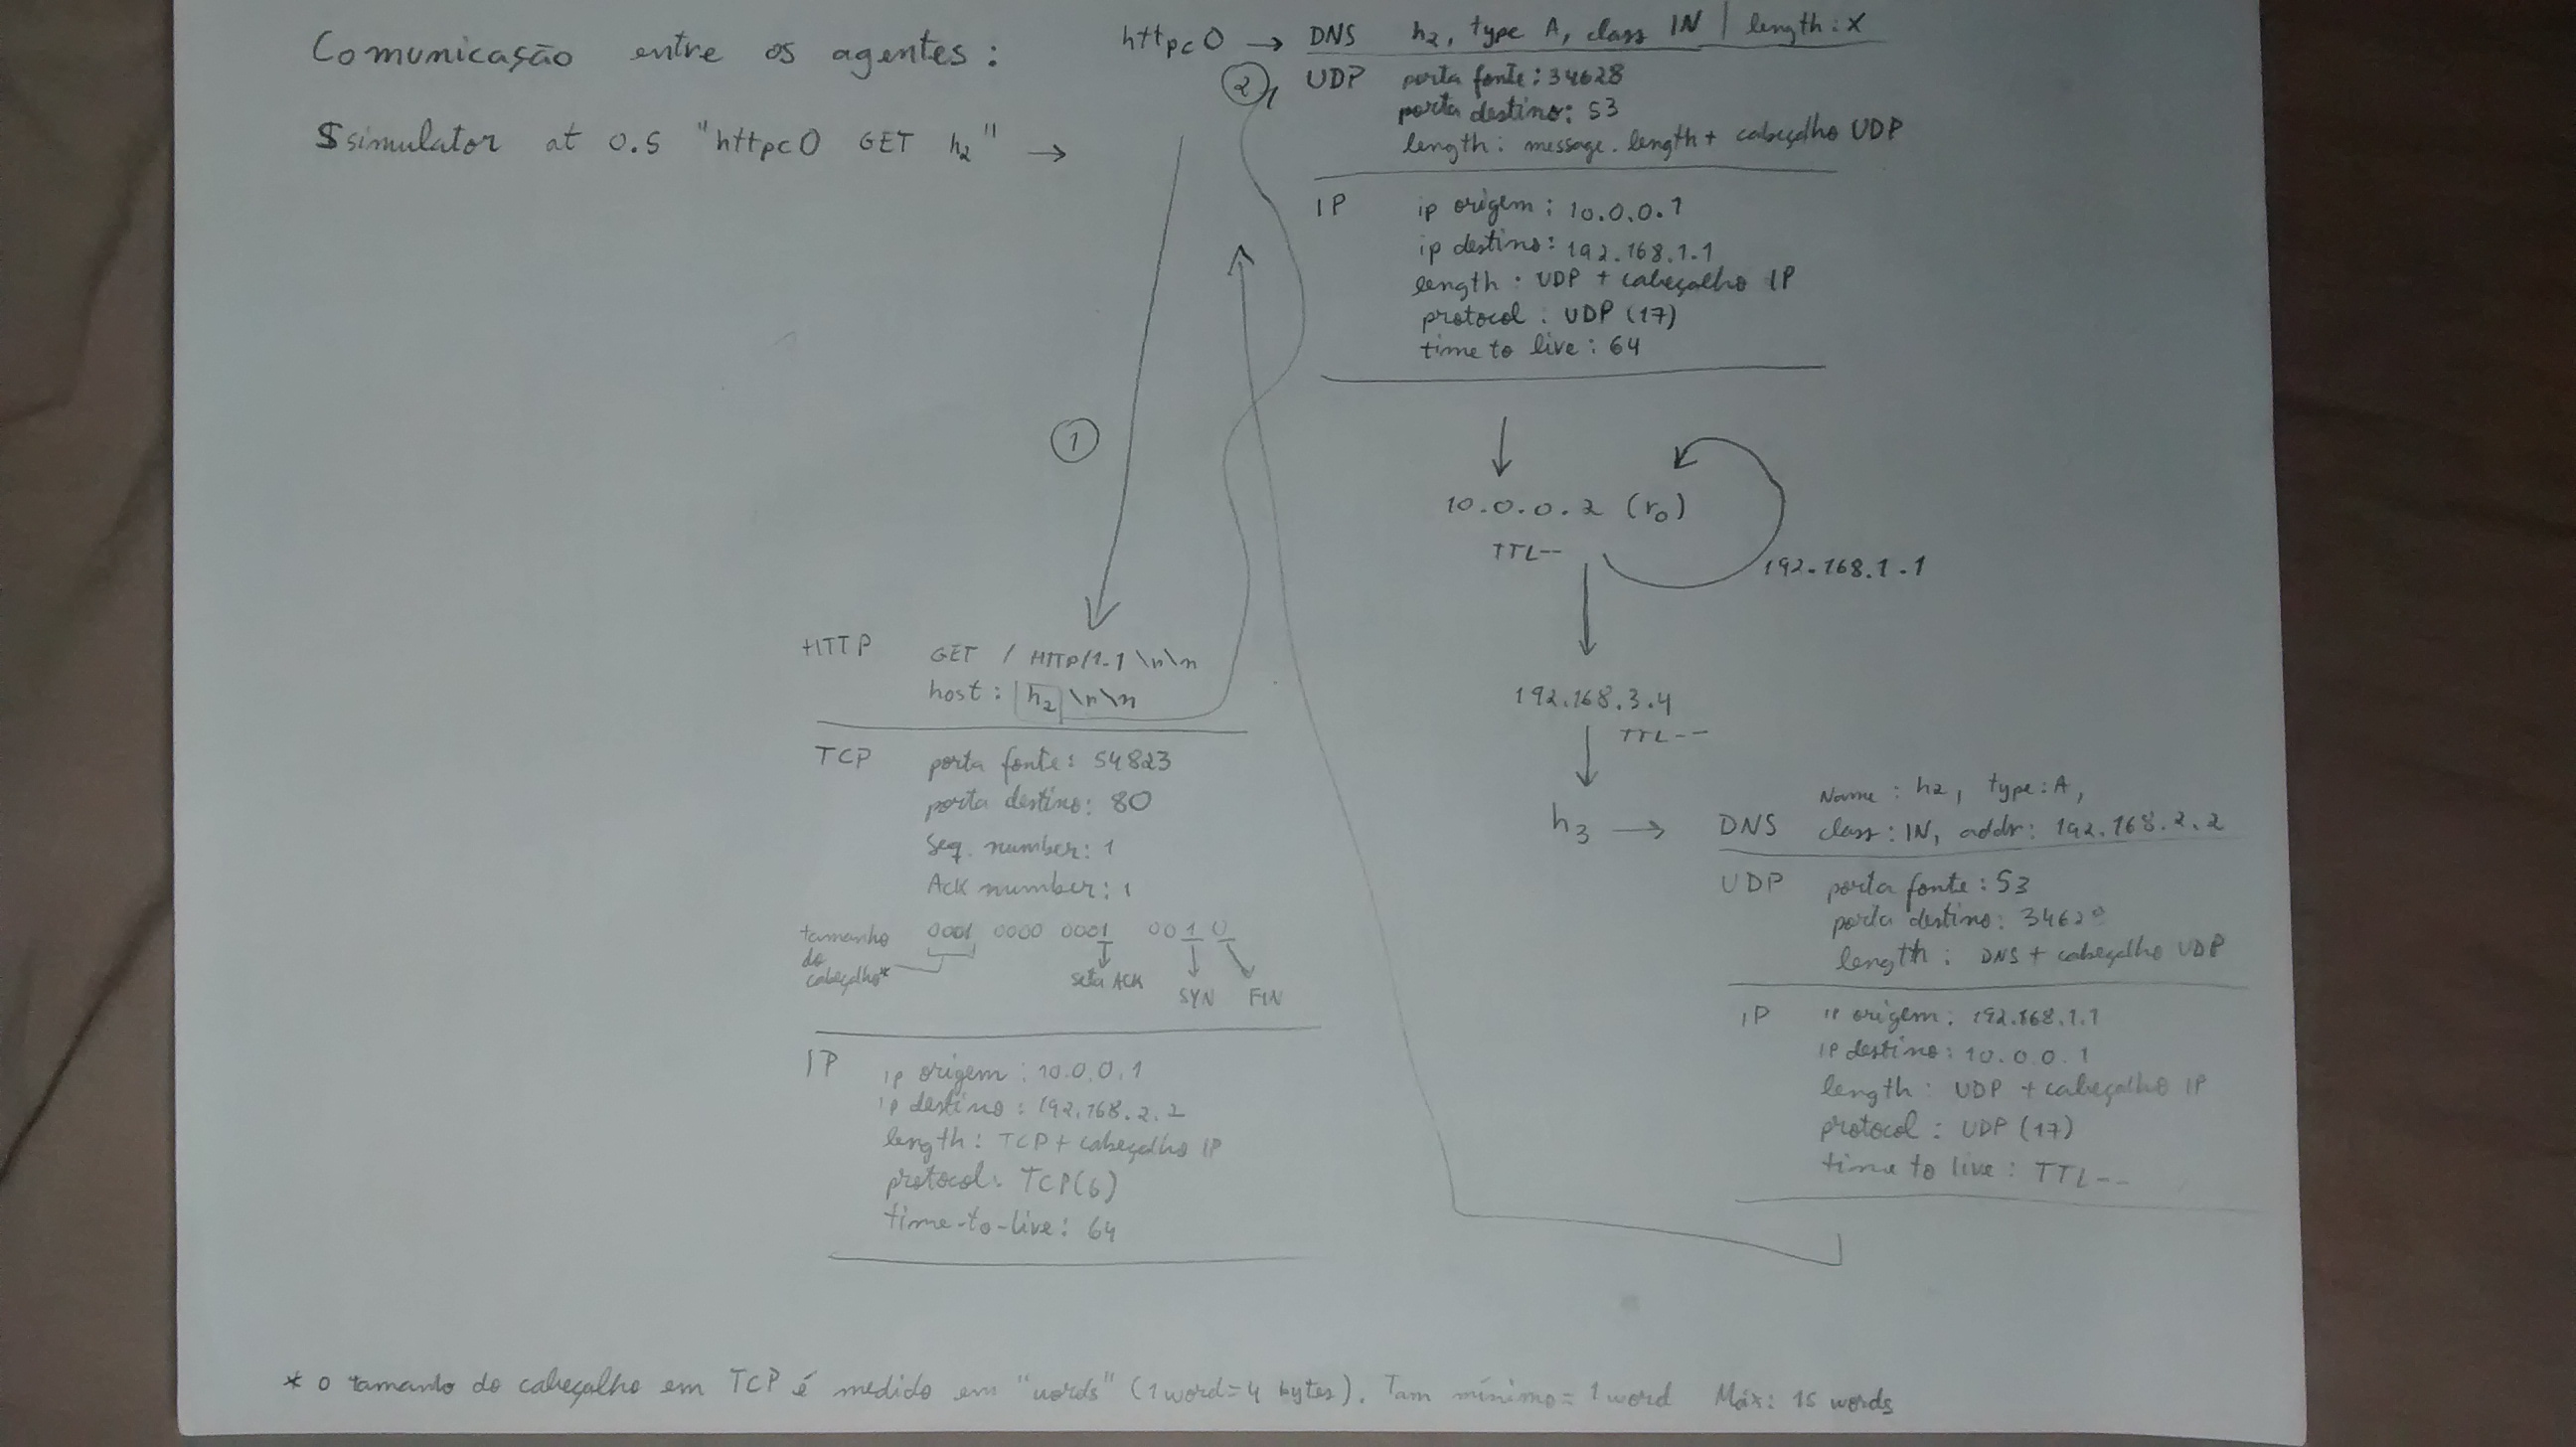 Comunicação entre os agentes :
$simulator at 0.5 "httpc0 GET h2" →
httpc0 → DNS h2, type A, class IN | length: X
②
UDP porta fonte: 34628
porta destino: 53
length: message.length + cabeçalho UDP
IP ip origem: 10.0.0.1
ip destino: 192.168.1.1
length: UDP + cabeçalho IP
protocol: UDP (17)
time to live: 64
①
10.0.0.2 (r0)
TTL--
192.168.1.1
192.168.3.4
TTL--
h3 →
HTTP GET / HTTP/1.1 \r\n
host: h2 \r\n
TCP porta fonte: 54823
porta destino: 80
Seq. number: 1
Ack number: 1
tamanho do cabeçalho* 0001 0000 0001 0010
seta ACK SYN FIN
IP ip origem: 10.0.0.1
ip destino: 192.168.2.2
length: TCP + cabeçalho IP
protocol: TCP(6)
time-to-live: 64
DNS Name: h2, type: A,
class: IN, addr: 192.168.2.2
UDP porta fonte: 53
porta destino:
length: DNS + cabeçalho UDP
IP IP origem: 192.168.1.1
IP destino: 10.0.0.1
length: UDP + cabeçalho IP
protocol: UDP (17)
time to live: TTL--
* o tamanho do cabeçalho em TCP é medido em "words" (1 word = 4 bytes). Tam mínimo = 1 word Máx: 15 words